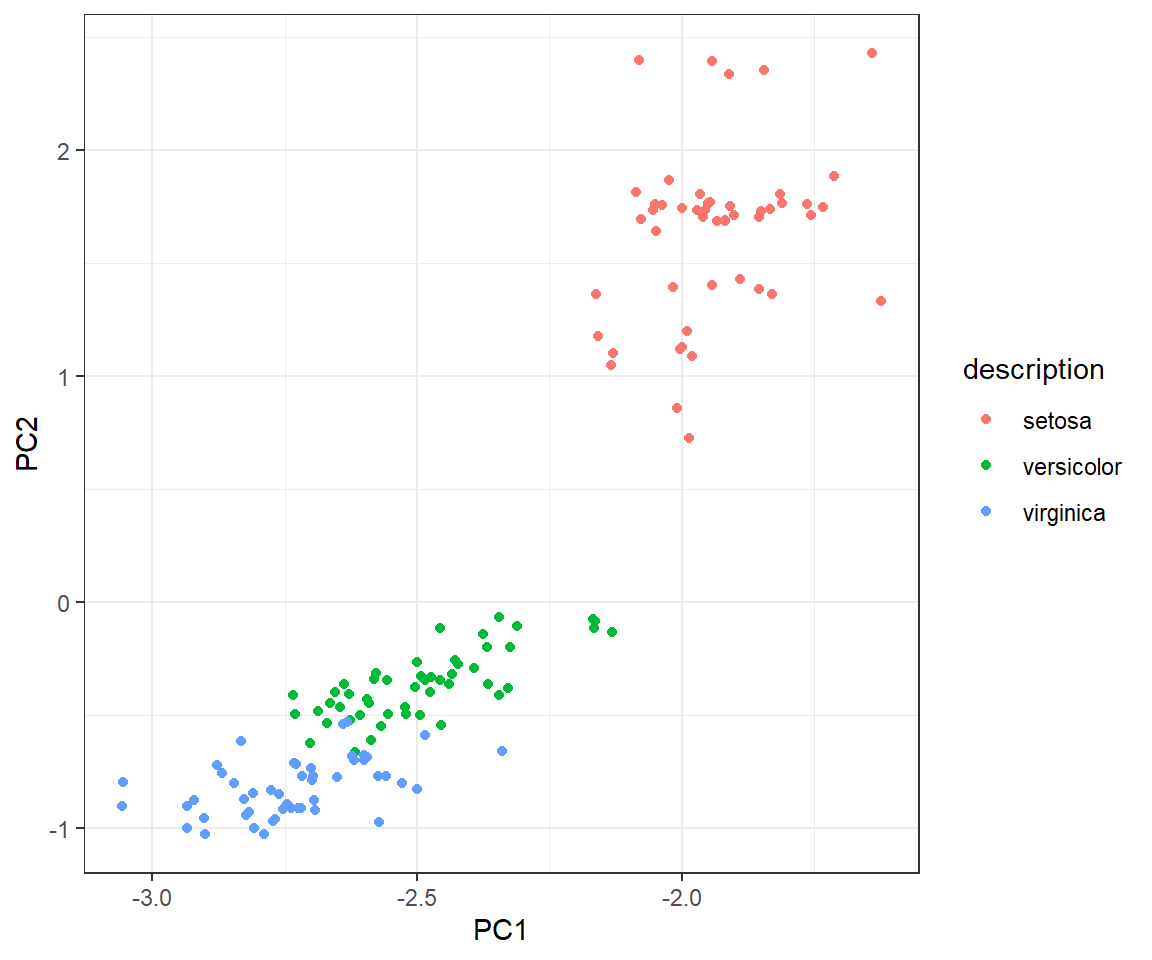 2
1
0
-1
PC2
-3.0
-2.5
-2.0
PC1
description
setosa
versicolor
virginica